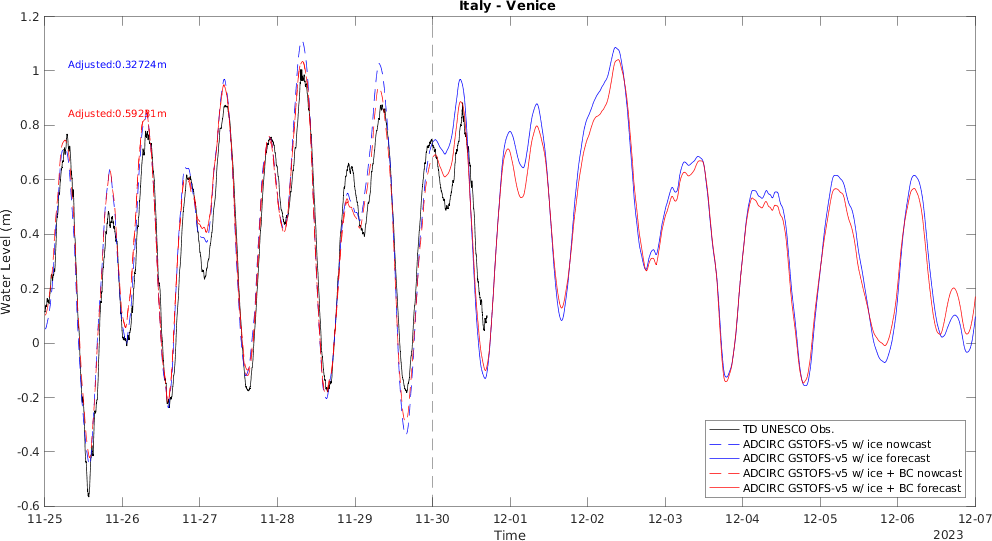 Italy - Venice
1.2
1
0.8
0.6
0.4
0.2
0
-0.2
-0.4
-0.6
Water Level (m)
Adjusted:0.32724m
Adjusted:0.59281m
TD UNESCO Obs.
ADCIRC GSTOFS-v5 w/ ice nowcast
ADCIRC GSTOFS-v5 w/ ice forecast
ADCIRC GSTOFS-v5 w/ ice + BC nowcast
ADCIRC GSTOFS-v5 w/ ice + BC forecast
11-25 11-26 11-27 11-28 11-29 11-30 12-01 12-02 12-03 12-04 12-05 12-06 12-07
Time
2023